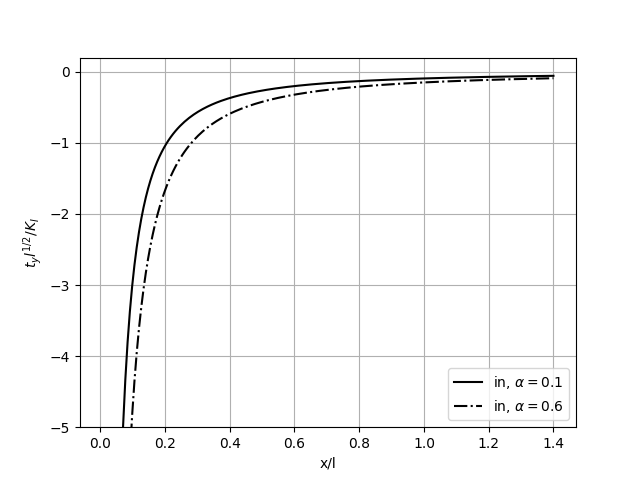 0
−1
−2
−3
−4
−5
t_y l^{1/2}/K_I
0.0 0.2 0.4 0.6 0.8 1.0 1.2 1.4
x/l
in, α = 0.1
in, α = 0.6